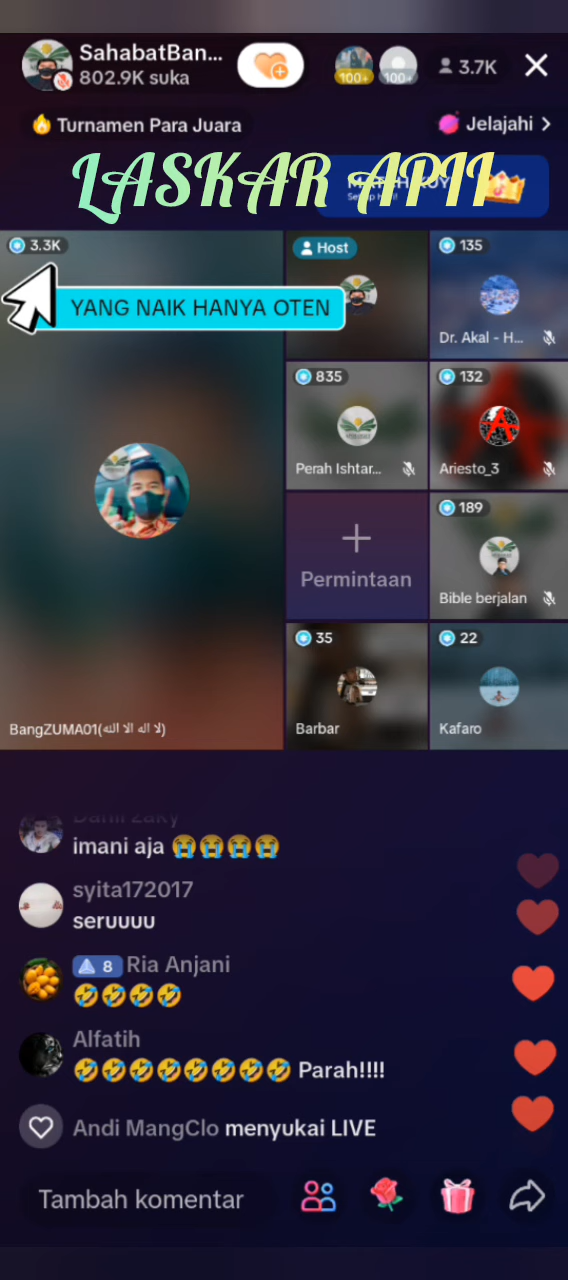 SahabatBan...
802.9K suka
100+
100+
3.7K
Turnamen Para Juara
Jelajahi
LASKAR APII
3.3K
YANG NAIK HANYA OTEN
Host
135
Dr. Akal - H...
835
Perah Ishtar...
132
Ariesto_3
Permintaan
189
Bible berjalan
35
Barbar
22
Kafaro
BangZUMA01(لا اله الا الله)
Danil Zaky
imani aja 😭😭😭😭
syita172017
seruuuu
8 Ria Anjani
🤣🤣🤣🤣
Alfatih
🤣🤣🤣🤣🤣🤣🤣🤣 Parah!!!!
Andi MangClo menyukai LIVE
Tambah komentar